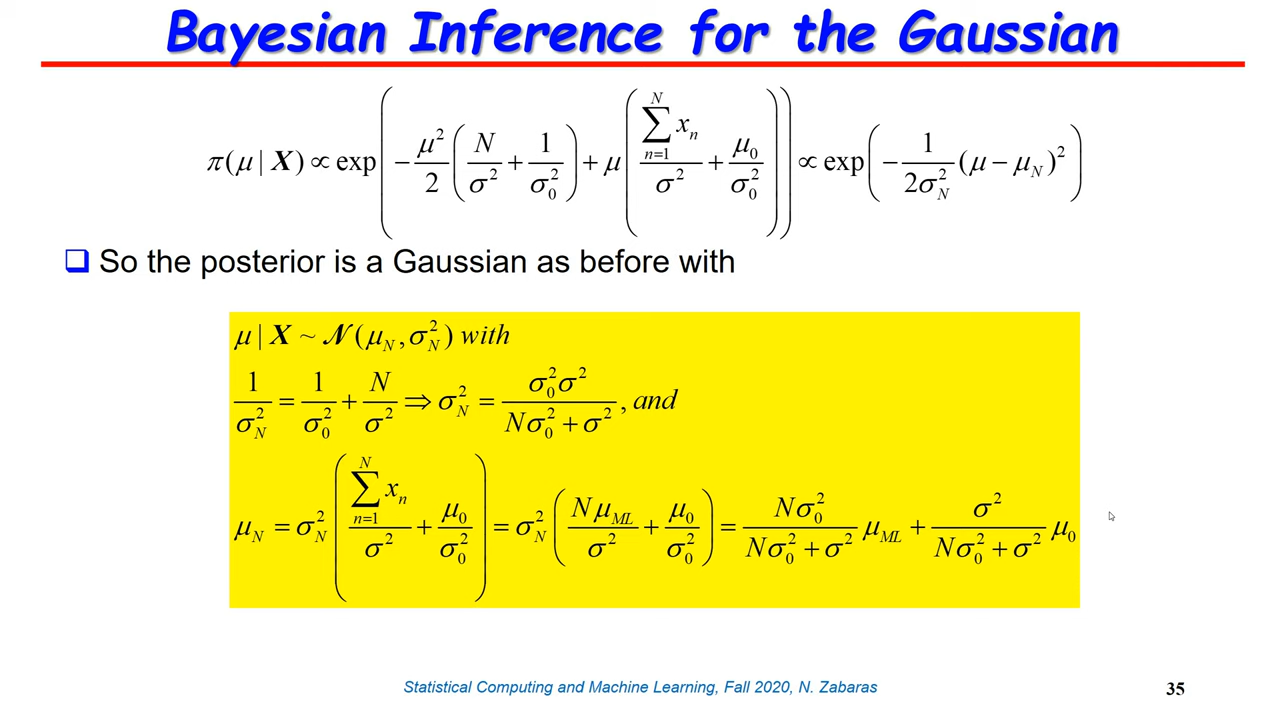 Bayesian Inference for the Gaussian
π(μ | X) ∝ exp( −μ²/2 ( N/σ² + 1/σ₀² ) + μ ( ∑ₙ₌₁ᴺ xₙ / σ² + μ₀/σ₀² ) ) ∝ exp( −1/(2σ_N²) (μ − μ_N)² )
❑ So the posterior is a Gaussian as before with
μ | X ~ 𝒩(μ_N, σ_N²) with
1/σ_N² = 1/σ₀² + N/σ² ⇒ σ_N² = σ₀²σ² / (Nσ₀² + σ²), and
μ_N = σ_N² ( ∑ₙ₌₁ᴺ xₙ / σ² + μ₀/σ₀² ) = σ_N² ( Nμ_ML/σ² + μ₀/σ₀² ) = Nσ₀²/(Nσ₀² + σ²) μ_ML + σ²/(Nσ₀² + σ²) μ₀
Statistical Computing and Machine Learning, Fall 2020, N. Zabaras
35